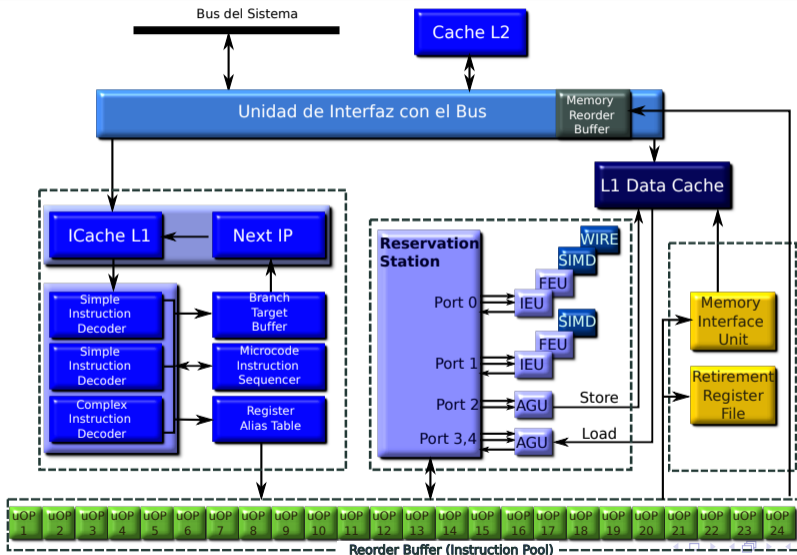 Bus del Sistema
Cache L2
Unidad de Interfaz con el Bus
Memory
Reorder
Buffer
L1 Data Cache
ICache L1
Next IP
Simple
Instruction
Decoder
Branch
Target
Buffer
Simple
Instruction
Decoder
Microcode
Instruction
Sequencer
Complex
Instruction
Decoder
Register
Alias Table
Reservation
Station
WIRE
SIMD
FEU
Port 0
IEU
SIMD
FEU
Port 1
IEU
Port 2
AGU
Store
Port 3,4
AGU
Load
Memory
Interface
Unit
Retirement
Register
File
uOP
1
uOP
2
uOP
3
uOP
4
uOP
5
uOP
6
uOP
7
uOP
8
uOP
9
uOP
10
uOP
11
uOP
12
uOP
13
uOP
14
uOP
15
uOP
16
uOP
17
uOP
18
uOP
19
uOP
20
uOP
21
uOP
22
uOP
23
uOP
24
Reorder Buffer (Instruction Pool)